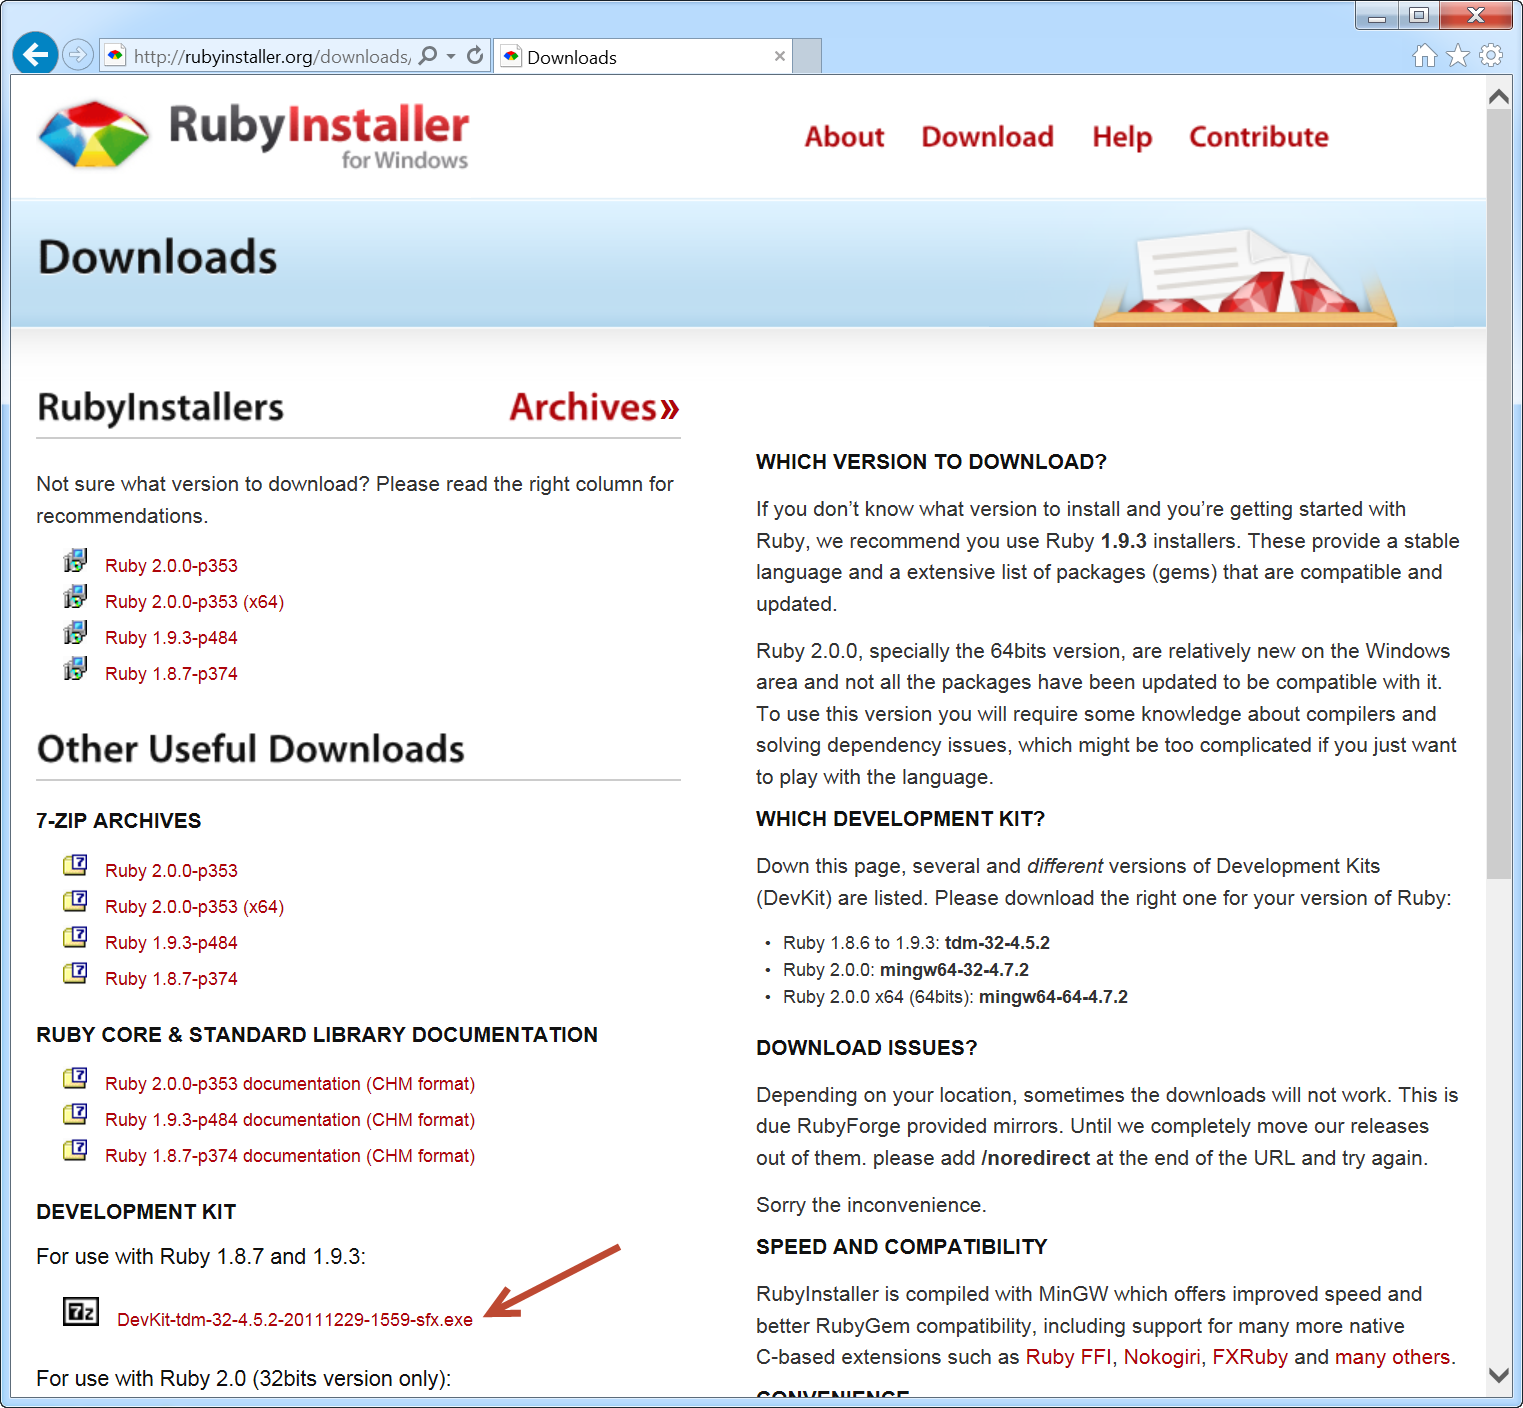 http://rubyinstaller.org/downloads/
Downloads
RubyInstaller
for Windows
About
Download
Help
Contribute
Downloads
RubyInstallers
Archives»
Not sure what version to download? Please read the right column for
recommendations.
Ruby 2.0.0-p353
Ruby 2.0.0-p353 (x64)
Ruby 1.9.3-p484
Ruby 1.8.7-p374
Other Useful Downloads
7-ZIP ARCHIVES
Ruby 2.0.0-p353
Ruby 2.0.0-p353 (x64)
Ruby 1.9.3-p484
Ruby 1.8.7-p374
RUBY CORE & STANDARD LIBRARY DOCUMENTATION
Ruby 2.0.0-p353 documentation (CHM format)
Ruby 1.9.3-p484 documentation (CHM format)
Ruby 1.8.7-p374 documentation (CHM format)
DEVELOPMENT KIT
For use with Ruby 1.8.7 and 1.9.3:
DevKit-tdm-32-4.5.2-20111229-1559-sfx.exe
For use with Ruby 2.0 (32bits version only):
WHICH VERSION TO DOWNLOAD?
If you don’t know what version to install and you’re getting started with
Ruby, we recommend you use Ruby 1.9.3 installers. These provide a stable
language and a extensive list of packages (gems) that are compatible and
updated.
Ruby 2.0.0, specially the 64bits version, are relatively new on the Windows
area and not all the packages have been updated to be compatible with it.
To use this version you will require some knowledge about compilers and
solving dependency issues, which might be too complicated if you just want
to play with the language.
WHICH DEVELOPMENT KIT?
Down this page, several and different versions of Development Kits
(DevKit) are listed. Please download the right one for your version of Ruby:
• Ruby 1.8.6 to 1.9.3: tdm-32-4.5.2
• Ruby 2.0.0: mingw64-32-4.7.2
• Ruby 2.0.0 x64 (64bits): mingw64-64-4.7.2
DOWNLOAD ISSUES?
Depending on your location, sometimes the downloads will not work. This is
due RubyForge provided mirrors. Until we completely move our releases
out of them. please add /noredirect at the end of the URL and try again.
Sorry the inconvenience.
SPEED AND COMPATIBILITY
RubyInstaller is compiled with MinGW which offers improved speed and
better RubyGem compatibility, including support for many more native
C-based extensions such as Ruby FFI, Nokogiri, FXRuby and many others.
CONVENIENCE